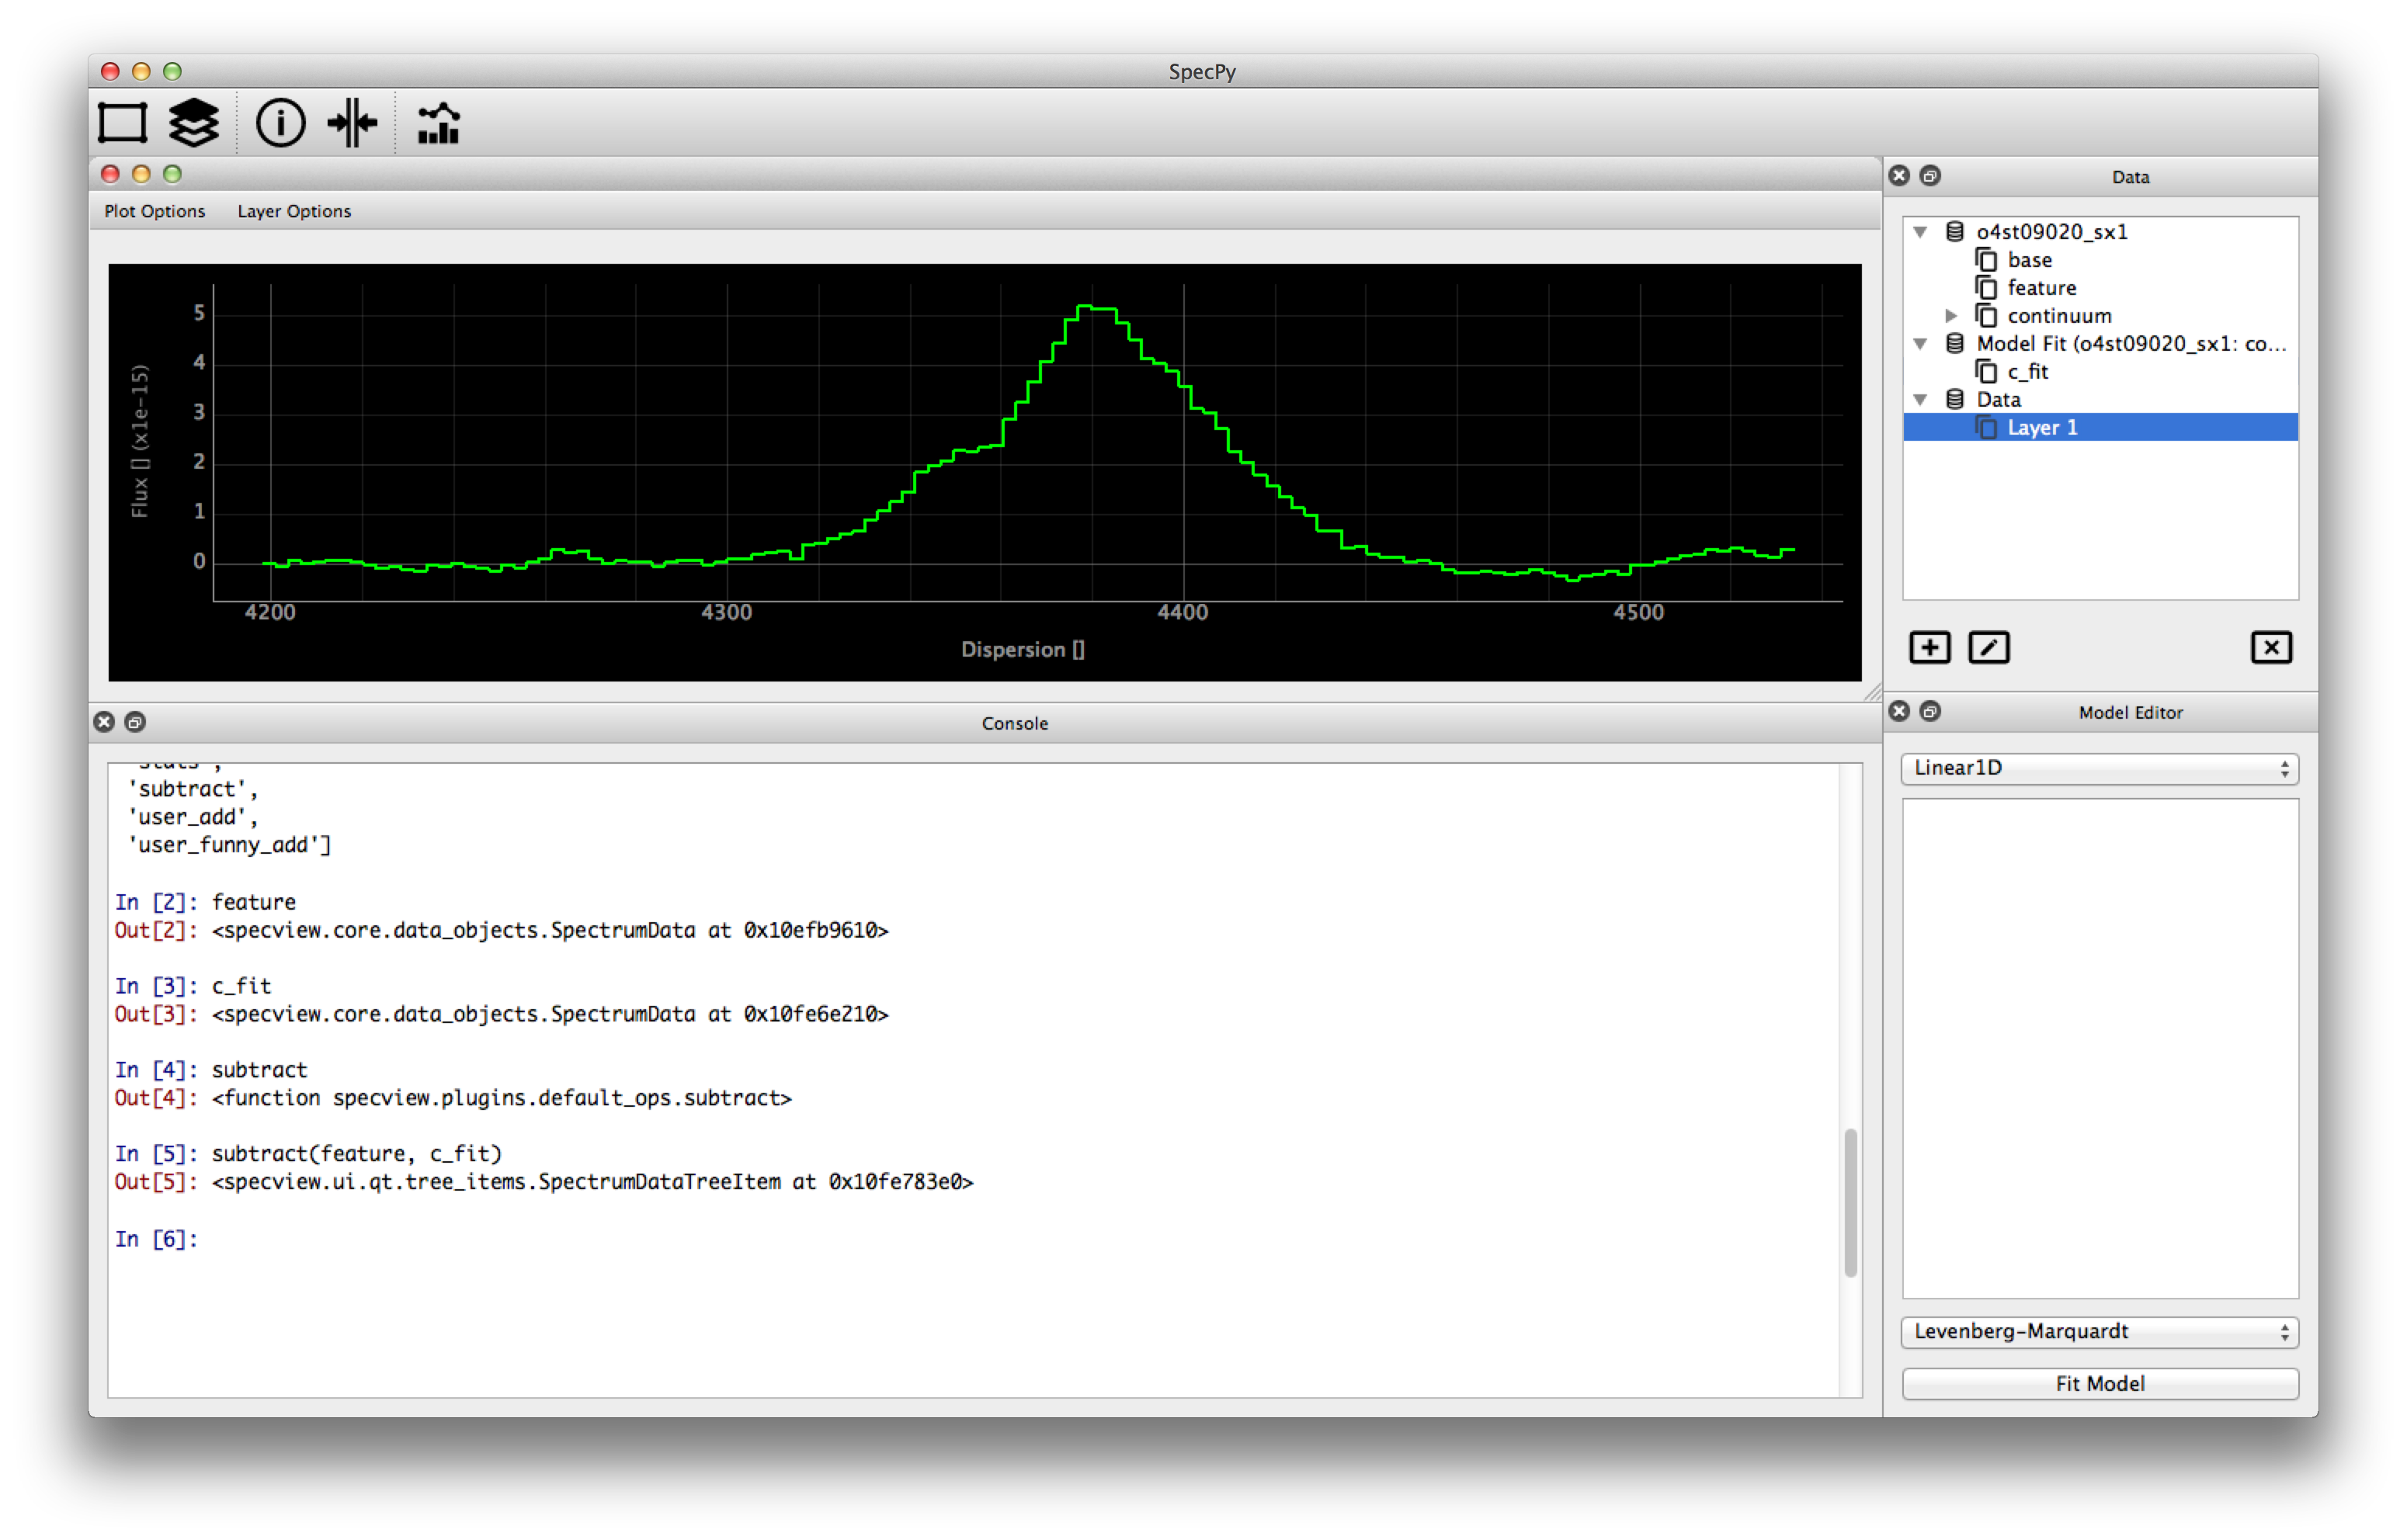 SpecPy
Plot Options Layer Options
Flux [] (x1e-15)
5
4
3
2
1
0
4200 4300 4400 4500
Dispersion []
Data
o4st09020_sx1
base
feature
continuum
Model Fit (o4st09020_sx1: co...
c_fit
Data
Layer 1
Console
'stats',
'subtract',
'user_add',
'user_funny_add']
In [2]: feature
Out[2]: <specview.core.data_objects.SpectrumData at 0x10efb9610>
In [3]: c_fit
Out[3]: <specview.core.data_objects.SpectrumData at 0x10fe6e210>
In [4]: subtract
Out[4]: <function specview.plugins.default_ops.subtract>
In [5]: subtract(feature, c_fit)
Out[5]: <specview.ui.qt.tree_items.SpectrumDataTreeItem at 0x10fe783e0>
In [6]:
Model Editor
Linear1D
Levenberg-Marquardt
Fit Model